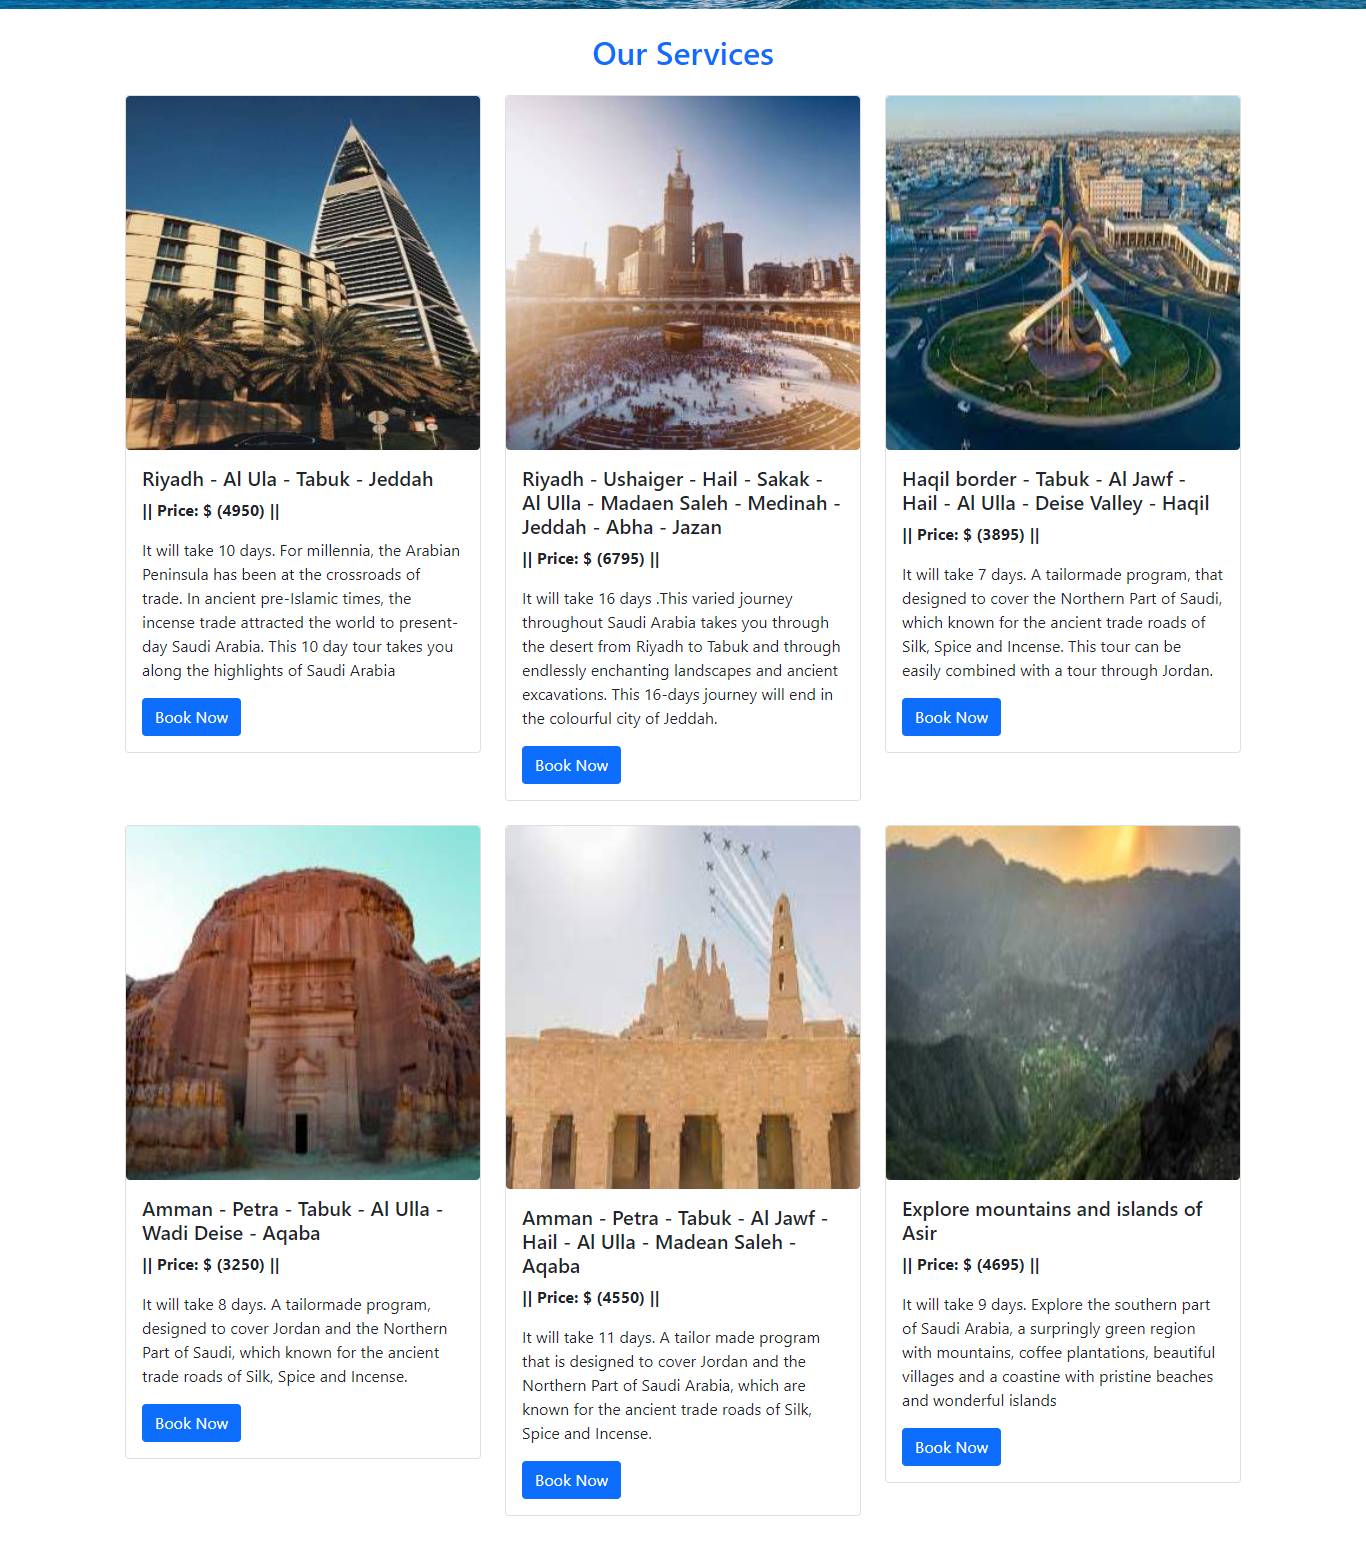 Our Services
Riyadh - Al Ula - Tabuk - Jeddah
|| Price: $ (4950) ||
It will take 10 days. For millennia, the Arabian
Peninsula has been at the crossroads of
trade. In ancient pre-Islamic times, the
incense trade attracted the world to present-
day Saudi Arabia. This 10 day tour takes you
along the highlights of Saudi Arabia
Book Now
Riyadh - Ushaiger - Hail - Sakak -
Al Ulla - Madaen Saleh - Medinah -
Jeddah - Abha - Jazan
|| Price: $ (6795) ||
It will take 16 days .This varied journey
throughout Saudi Arabia takes you through
the desert from Riyadh to Tabuk and through
endlessly enchanting landscapes and ancient
excavations. This 16-days journey will end in
the colourful city of Jeddah.
Book Now
Haqil border - Tabuk - Al Jawf -
Hail - Al Ulla - Deise Valley - Haqil
|| Price: $ (3895) ||
It will take 7 days. A tailormade program, that
designed to cover the Northern Part of Saudi,
which known for the ancient trade roads of
Silk, Spice and Incense. This tour can be
easily combined with a tour through Jordan.
Book Now
Amman - Petra - Tabuk - Al Ulla -
Wadi Deise - Aqaba
|| Price: $ (3250) ||
It will take 8 days. A tailormade program,
designed to cover Jordan and the Northern
Part of Saudi, which known for the ancient
trade roads of Silk, Spice and Incense.
Book Now
Amman - Petra - Tabuk - Al Jawf -
Hail - Al Ulla - Madean Saleh -
Aqaba
|| Price: $ (4550) ||
It will take 11 days. A tailor made program
that is designed to cover Jordan and the
Northern Part of Saudi Arabia, which are
known for the ancient trade roads of Silk,
Spice and Incense.
Book Now
Explore mountains and islands of
Asir
|| Price: $ (4695) ||
It will take 9 days. Explore the southern part
of Saudi Arabia, a surpringly green region
with mountains, coffee plantations, beautiful
villages and a coastine with pristine beaches
and wonderful islands
Book Now